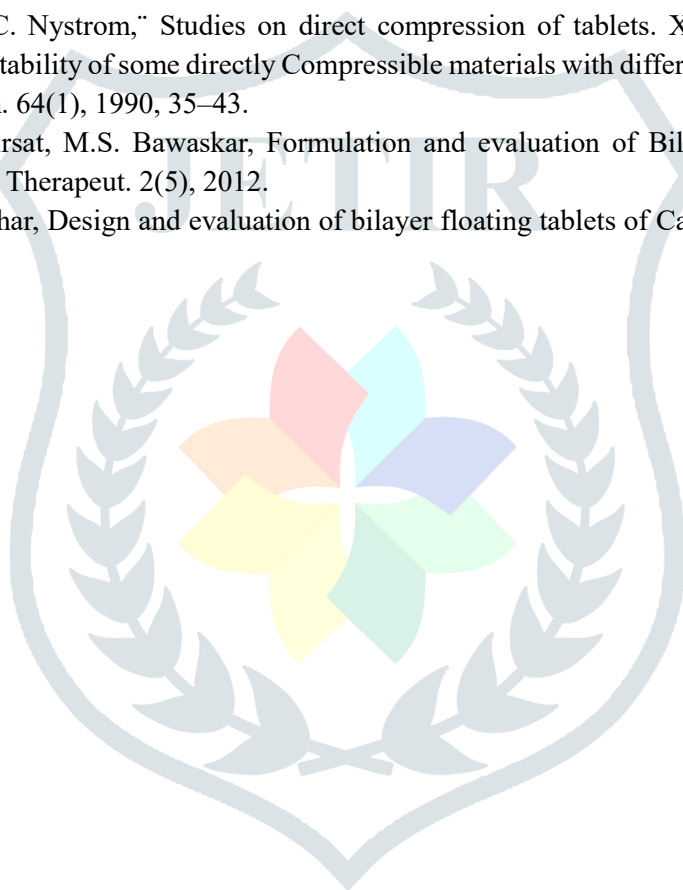 C. Nystrom,¨ Studies on direct compression of tablets. X
tability of some directly Compressible materials with differ
. 64(1), 1990, 35–43.
rsat, M.S. Bawaskar, Formulation and evaluation of Bil
Therapeut. 2(5), 2012.
har, Design and evaluation of bilayer floating tablets of Ca
JETIR